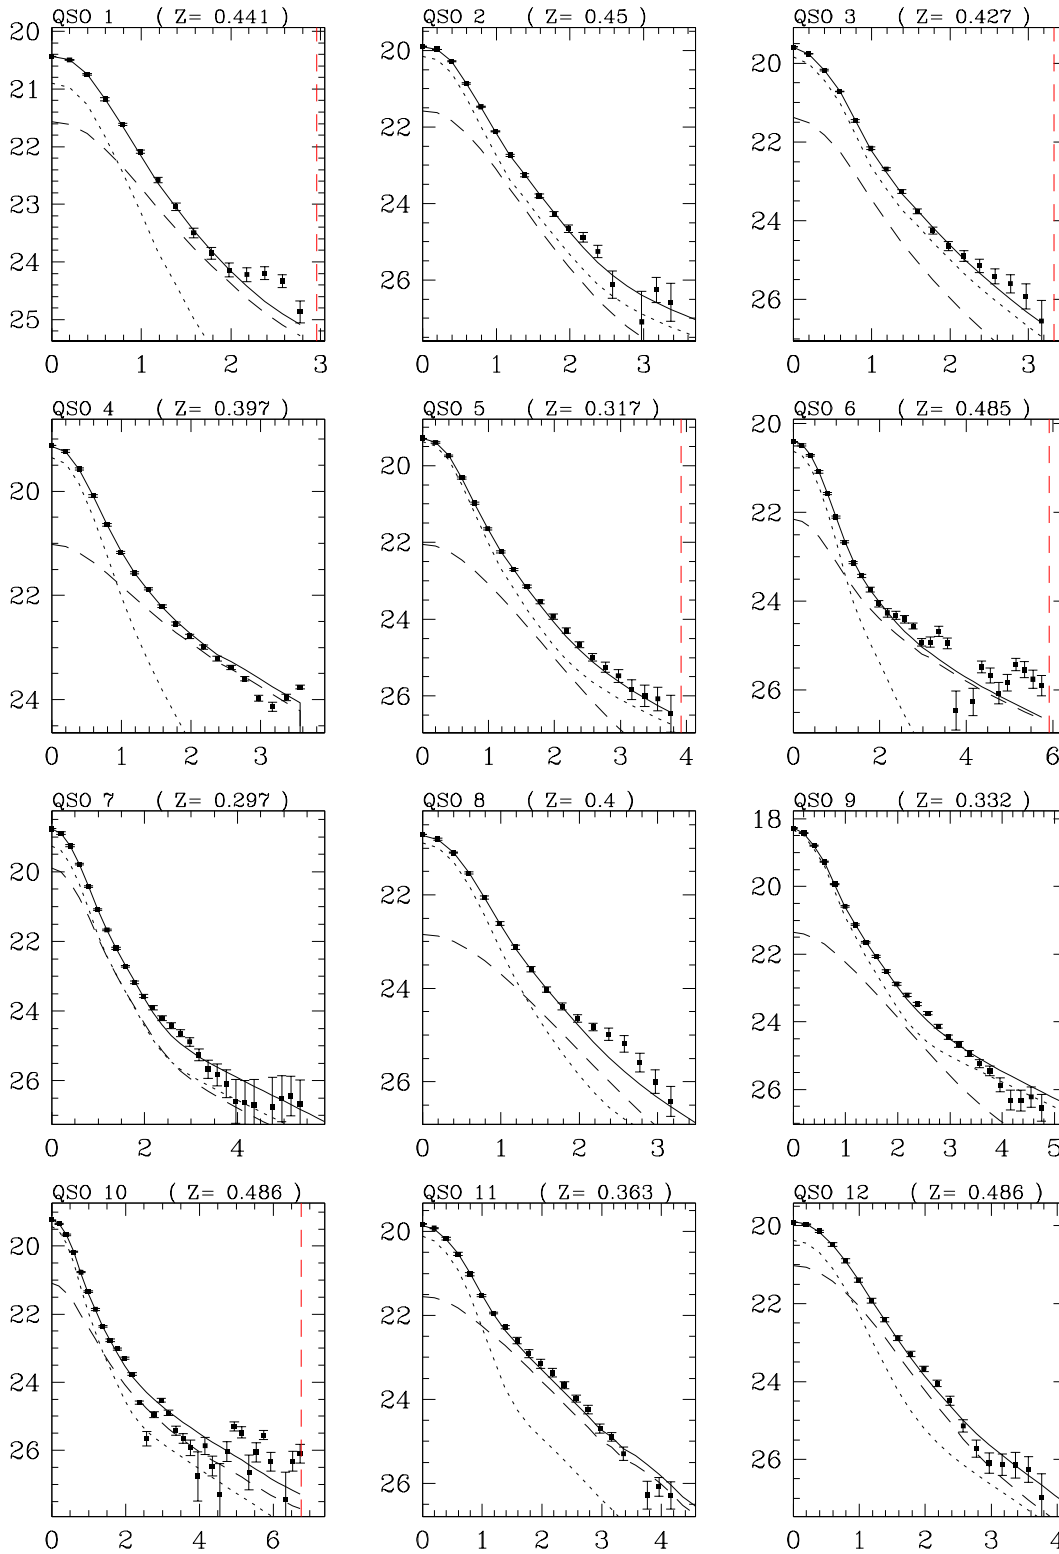 QSO 1 ( Z= 0.441 )
QSO 2 ( Z= 0.45 )
QSO 3 ( Z= 0.427 )
20
21
22
23
24
25
20
22
24
26
20
22
24
26
0 1 2 3
0 1 2 3
0 1 2 3
QSO 4 ( Z= 0.397 )
QSO 5 ( Z= 0.317 )
QSO 6 ( Z= 0.485 )
20
22
24
20
22
24
26
20
22
24
26
0 1 2 3
0 1 2 3 4
0 2 4 6
QSO 7 ( Z= 0.297 )
QSO 8 ( Z= 0.4 )
QSO 9 ( Z= 0.332 )
20
22
24
26
22
24
26
18
20
22
24
26
0 2 4
0 1 2 3
0 1 2 3 4 5
QSO 10 ( Z= 0.486 )
QSO 11 ( Z= 0.363 )
QSO 12 ( Z= 0.486 )
20
22
24
26
20
22
24
26
20
22
24
26
0 2 4 6
0 1 2 3 4
0 1 2 3 4